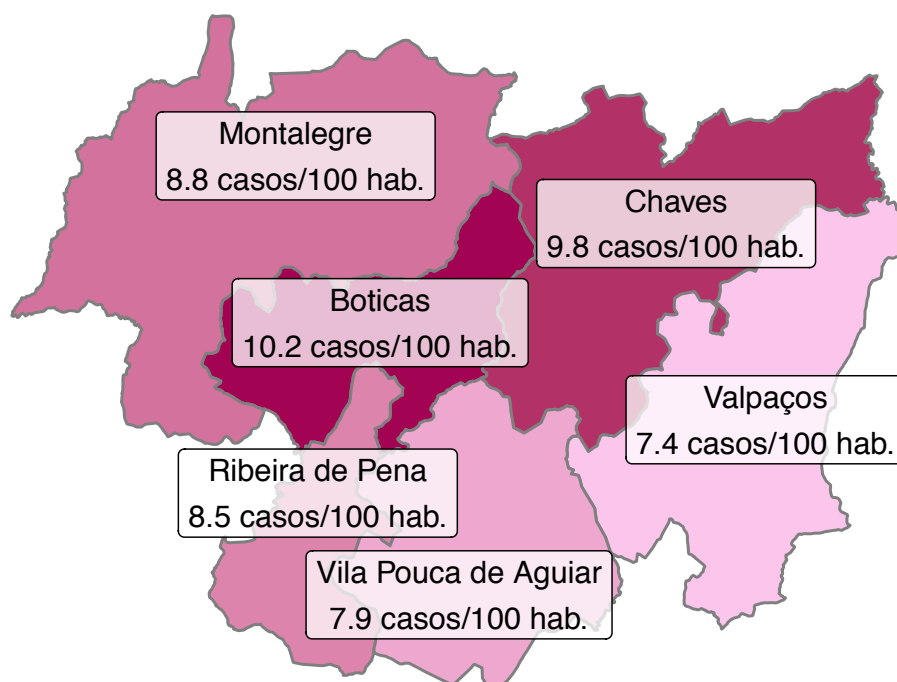 Montalegre
8.8 casos/100 hab.
Chaves
9.8 casos/100 hab.
Boticas
10.2 casos/100 hab.
Valpaços
7.4 casos/100 hab.
Ribeira de Pena
8.5 casos/100 hab.
Vila Pouca de Aguiar
7.9 casos/100 hab.